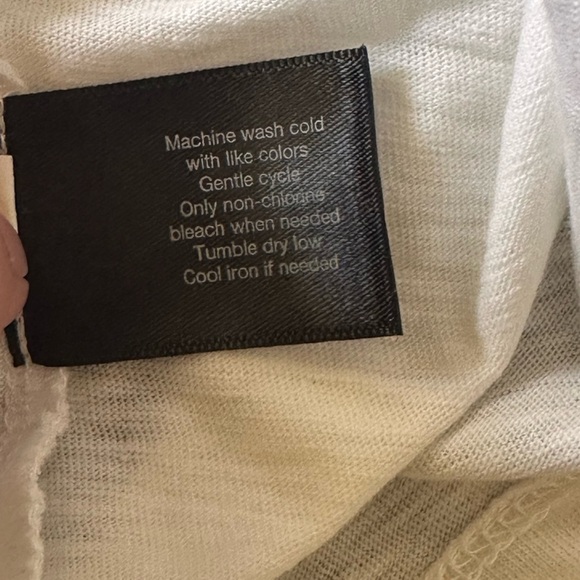 Machine wash cold
with like colors
Gentle cycle
Only non-chlorine
bleach when needed
Tumble dry low
Cool iron if needed